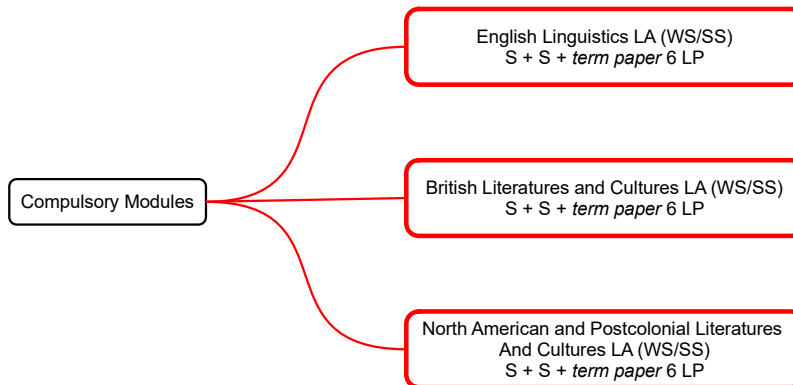 English Linguistics LA (WS/SS)
S + S + term paper 6 LP
Compulsory Modules
British Literatures and Cultures LA (WS/SS)
S + S + term paper 6 LP
North American and Postcolonial Literatures
And Cultures LA (WS/SS)
S + S + term paper 6 LP